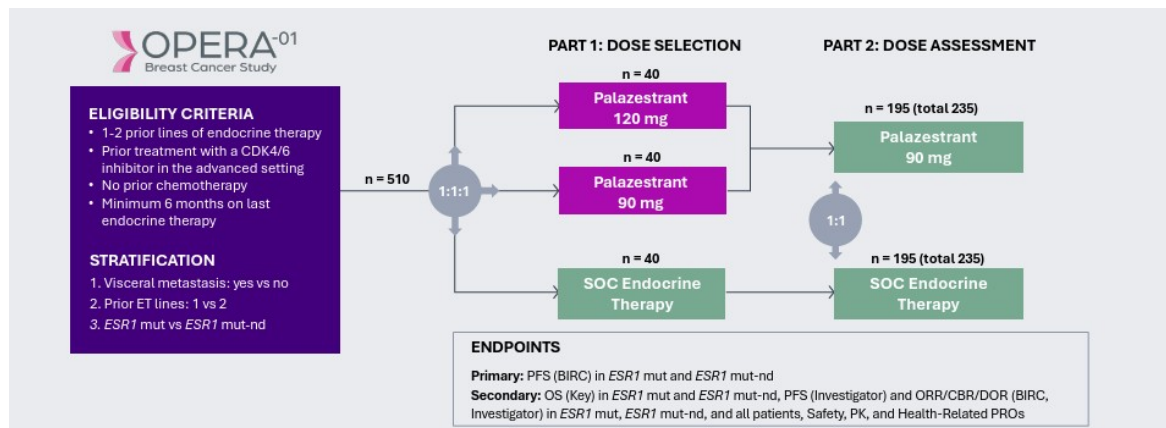 OPERA-01
Breast Cancer Study
ELIGIBILITY CRITERIA
• 1-2 prior lines of endocrine therapy
• Prior treatment with a CDK4/6
inhibitor in the advanced setting
• No prior chemotherapy
• Minimum 6 months on last
endocrine therapy
STRATIFICATION
1. Visceral metastasis: yes vs no
2. Prior ET lines: 1 vs 2
3. ESR1 mut vs ESR1 mut-nd
n = 510
1:1:1
PART 1: DOSE SELECTION
n = 40
Palazestrant
120 mg
n = 40
Palazestrant
90 mg
n = 40
SOC Endocrine
Therapy
PART 2: DOSE ASSESSMENT
n = 195 (total 235)
Palazestrant
90 mg
1:1
n = 195 (total 235)
SOC Endocrine
Therapy
ENDPOINTS
Primary: PFS (BIRC) in ESR1 mut and ESR1 mut-nd
Secondary: OS (Key) in ESR1 mut and ESR1 mut-nd, PFS (Investigator) and ORR/CBR/DOR (BIRC,
Investigator) in ESR1 mut, ESR1 mut-nd, and all patients, Safety, PK, and Health-Related PROs